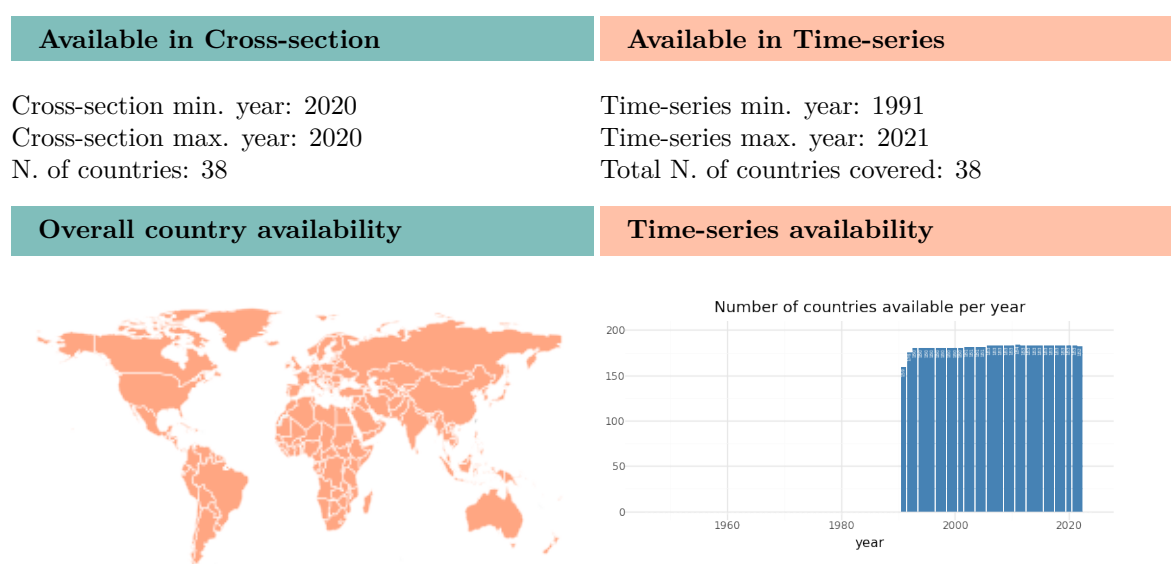 Available in Cross-section
Available in Time-series
Cross-section min. year: 2020
Cross-section max. year: 2020
N. of countries: 38
Time-series min. year: 1991
Time-series max. year: 2021
Total N. of countries covered: 38
Overall country availability
Time-series availability
Number of countries available per year
200
150
100
50
0
1960
1980
2000
2020
year